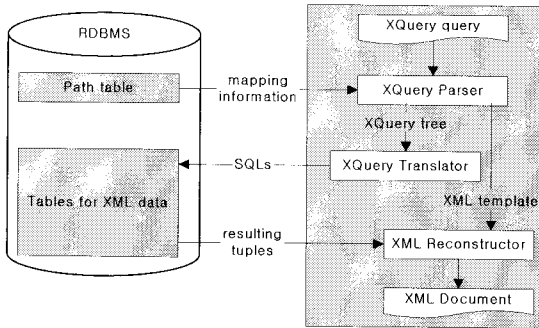 RDBMS
Path table
Tables for XML data
mapping
information
SQLs
resulting
tuples
XQuery query
XQuery Parser
XQuery tree
XQuery Translator
XML template
XML Reconstructor
XML Document